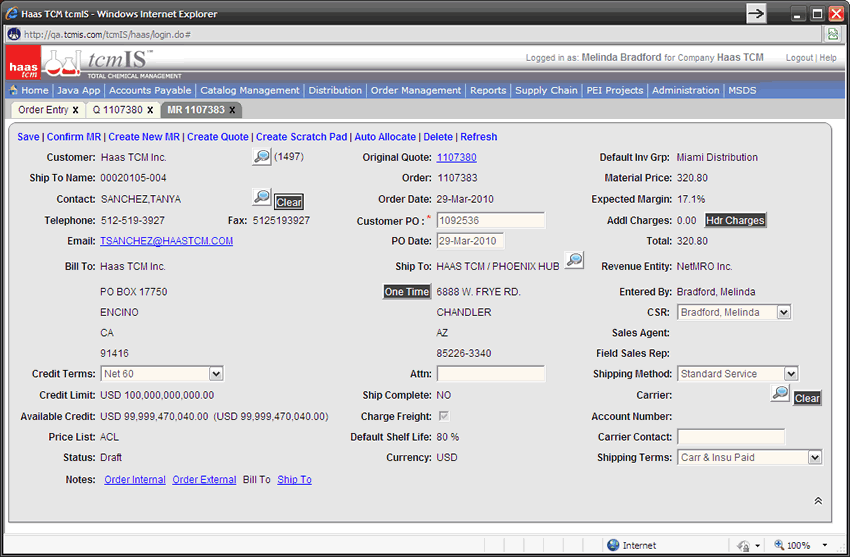 Haas TCM tcmIS - Windows Internet Explorer
http://qa.tcmis.com/tcmIS/haas/login.do#
haas tcm tcmIS™ TOTAL CHEMICAL MANAGEMENT Logged in as: Melinda Bradford for Company Haas TCM Logout | Help
Home | Java App | Accounts Payable | Catalog Management | Distribution | Order Management | Reports | Supply Chain | PEI Projects | Administration | MSDS
Order Entry x Q 1107380 x MR 1107383 x
Save | Confirm MR | Create New MR | Create Quote | Create Scratch Pad | Auto Allocate | Delete | Refresh
Customer: Haas TCM Inc. (1497) Original Quote: 1107380 Default Inv Grp: Miami Distribution
Ship To Name: 00020105-004 Order: 1107383 Material Price: 320.80
Contact: SANCHEZ,TANYA Clear Order Date: 29-Mar-2010 Expected Margin: 17.1%
Telephone: 512-519-3927 Fax: 5125193927 Customer PO :* 1092536 Addl Charges: 0.00 Hdr Charges
Email: TSANCHEZ@HAASTCM.COM PO Date: 29-Mar-2010 Total: 320.80
Bill To: Haas TCM Inc. Ship To: HAAS TCM / PHOENIX HUB Revenue Entity: NetMRO Inc.
PO BOX 17750 One Time 6888 W. FRYE RD. Entered By: Bradford, Melinda
ENCINO CHANDLER CSR: Bradford, Melinda
CA AZ Sales Agent:
91416 85226-3340 Field Sales Rep:
Credit Terms: Net 60 Attn: Shipping Method: Standard Service
Credit Limit: USD 100,000,000,000.00 Ship Complete: NO Carrier: Clear
Available Credit: USD 99,999,470,040.00 (USD 99,999,470,040.00) Charge Freight: Account Number:
Price List: ACL Default Shelf Life: 80 % Carrier Contact:
Status: Draft Currency: USD Shipping Terms: Carr & Insu Paid
Notes: Order Internal Order External Bill To Ship To
Internet 100%